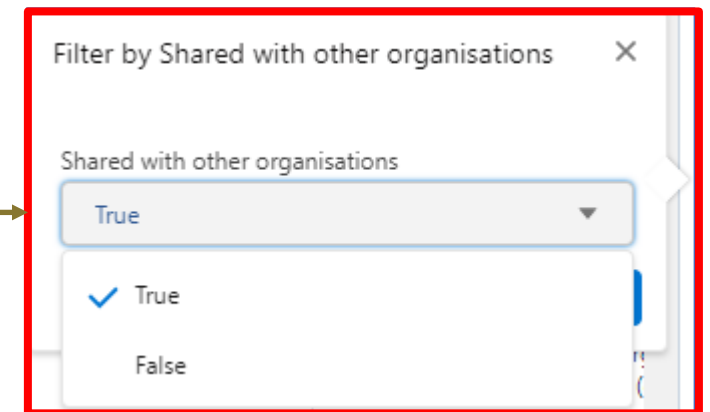 Filter by Shared with other organisations
Shared with other organisations
True
True
False